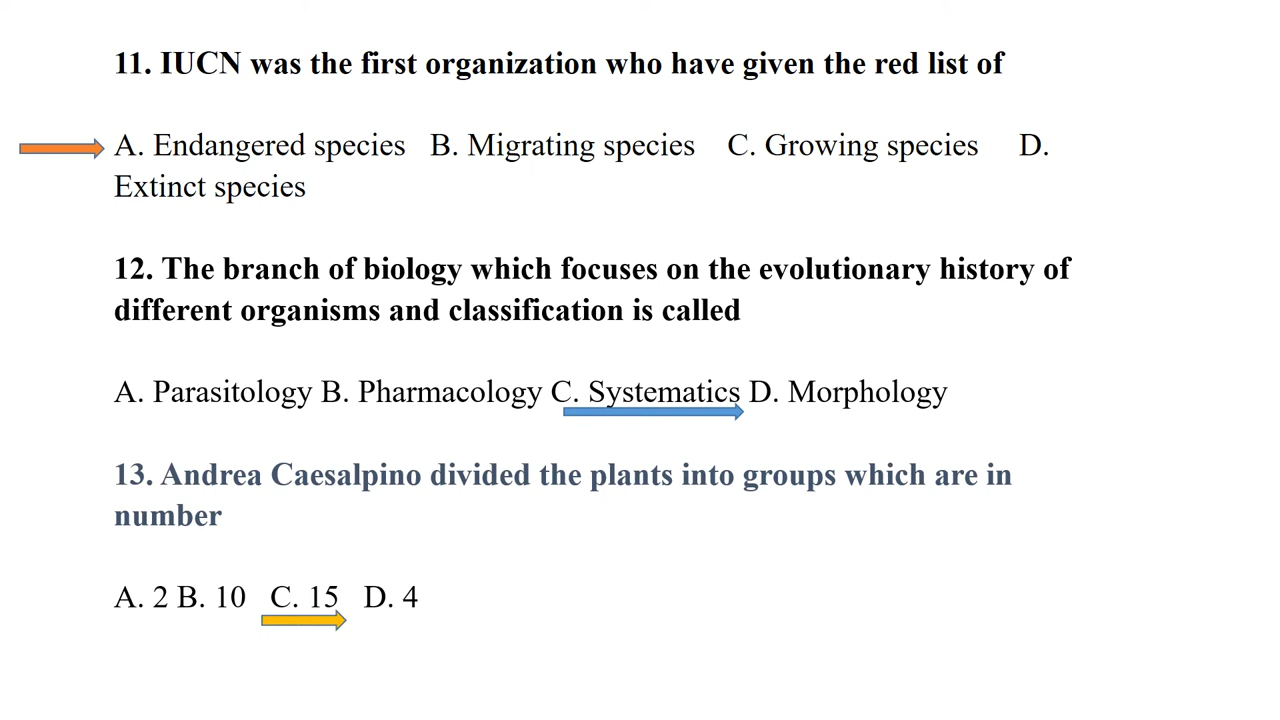 11. IUCN was the first organization who have given the red list of
A. Endangered species B. Migrating species C. Growing species D.
Extinct species
12. The branch of biology which focuses on the evolutionary history of
different organisms and classification is called
A. Parasitology B. Pharmacology C. Systematics D. Morphology
13. Andrea Caesalpino divided the plants into groups which are in
number
A. 2 B. 10 C. 15 D. 4